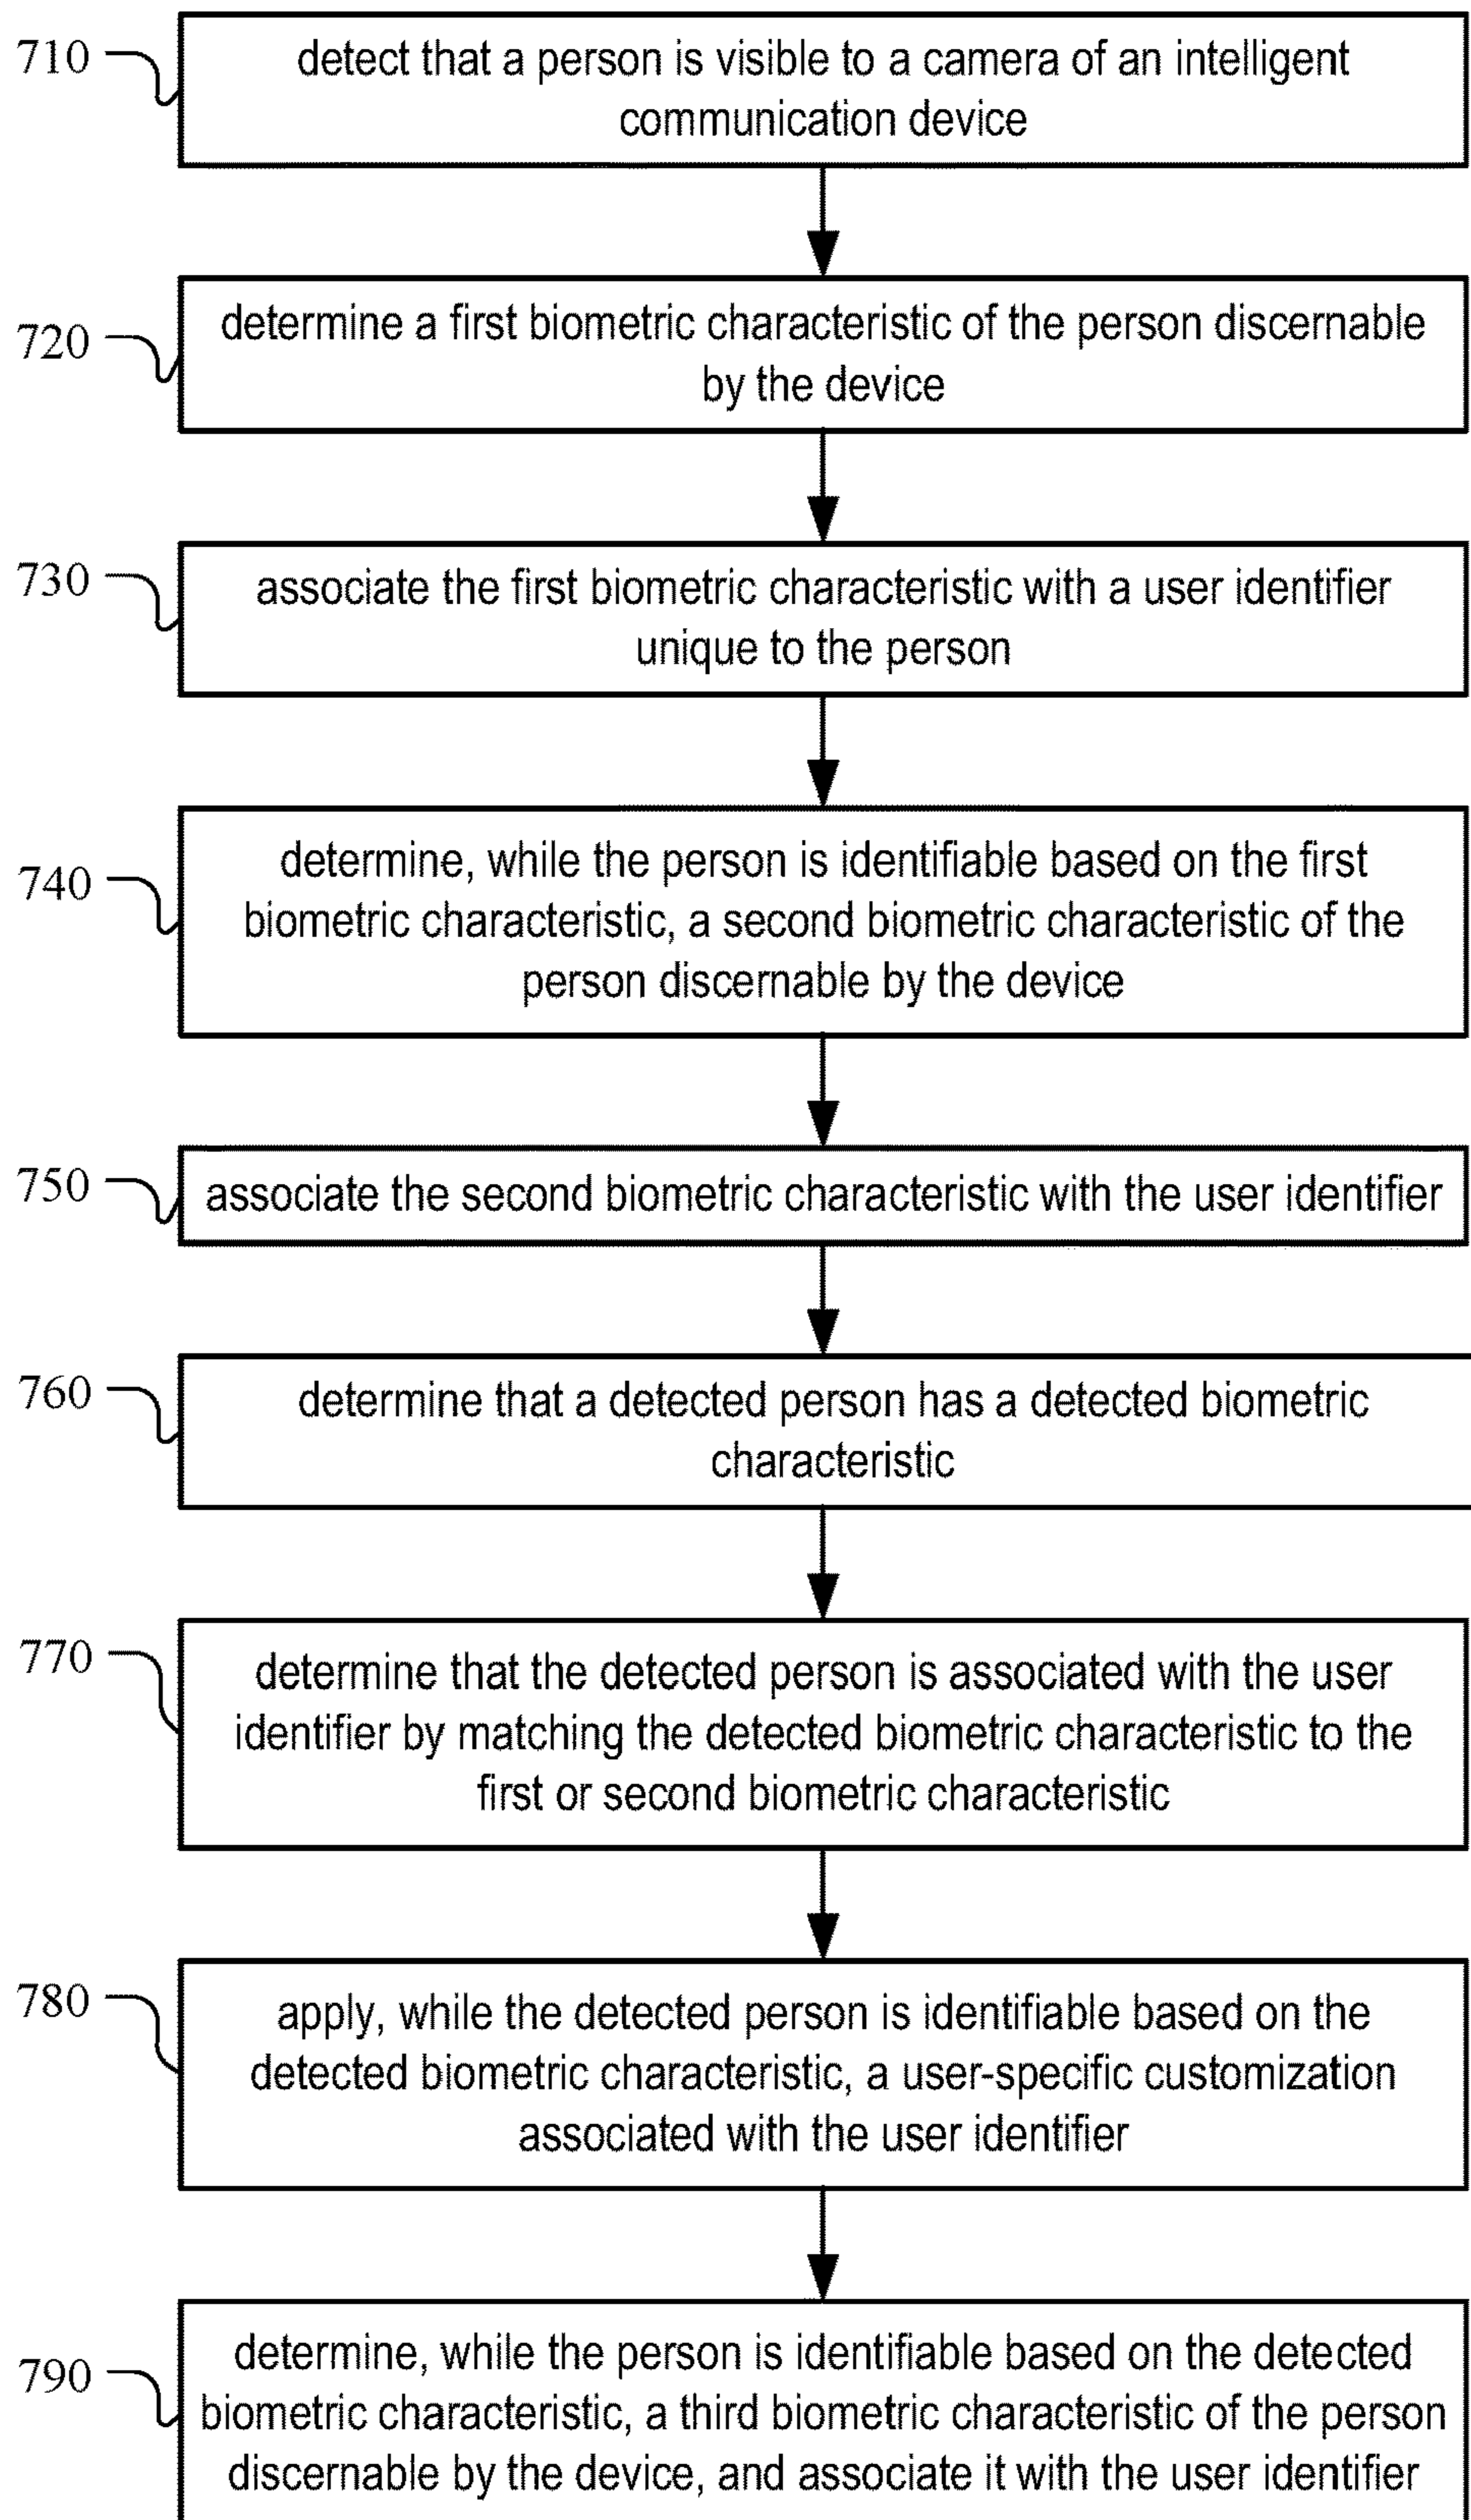 710
detect that a person is visible to a camera of an intelligent
communication device
720
determine a first biometric characteristic of the person discernable
by the device
730
associate the first biometric characteristic with a user identifier
unique to the person
740
determine, while the person is identifiable based on the first
biometric characteristic, a second biometric characteristic of the
person discernable by the device
750
associate the second biometric characteristic with the user identifier
760
determine that a detected person has a detected biometric
characteristic
770
determine that the detected person is associated with the user
identifier by matching the detected biometric characteristic to the
first or second biometric characteristic
780
apply, while the detected person is identifiable based on the
detected biometric characteristic, a user-specific customization
associated with the user identifier
790
determine, while the person is identifiable based on the detected
biometric characteristic, a third biometric characteristic of the person
discernable by the device, and associate it with the user identifier